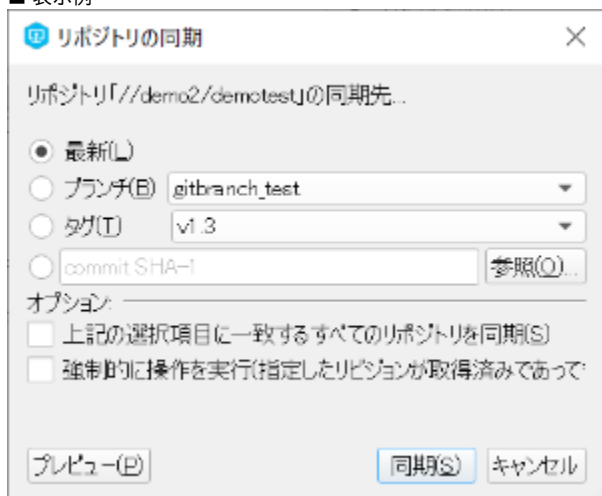 ■ 表示例
リポジトリの同期
リポジトリ「//demo2/demotest」の同期先...
最新(L)
ブランチ(B) gitbranch_test
タグ(T) v1.3
commit SHA-1 参照(O)...
オプション:
上記の選択項目に一致するすべてのリポジトリを同期(S)
強制的に操作を実行(指定したリビジョンが取得済みであって
プレビュー(P) 同期(S) キャンセル